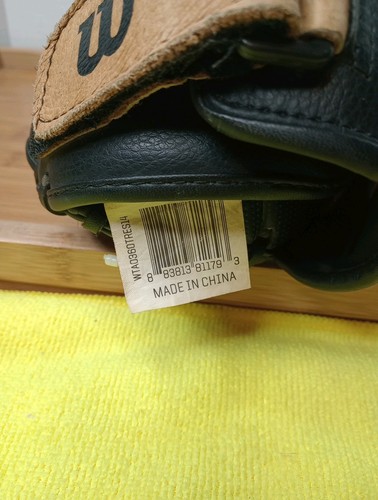 W
WTA0360TRES14
8 83813 81179 3
MADE IN CHINA